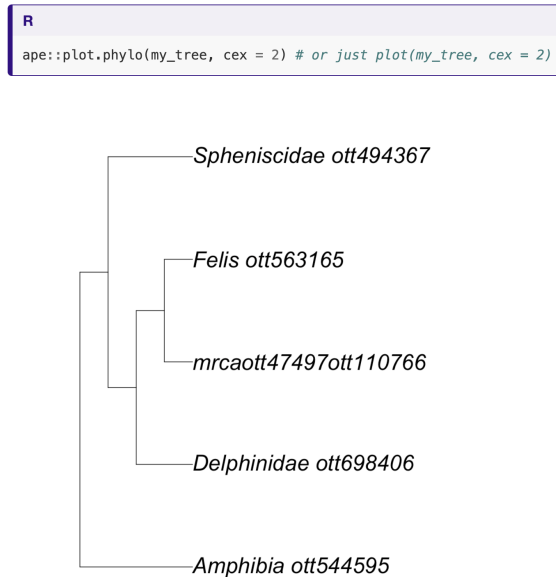 R
ape::plot.phylo(my_tree, cex = 2) # or just plot(my_tree, cex = 2)
Spheniscidae ott494367
Felis ott563165
mrcaott47497ott110766
Delphinidae ott698406
Amphibia ott544595